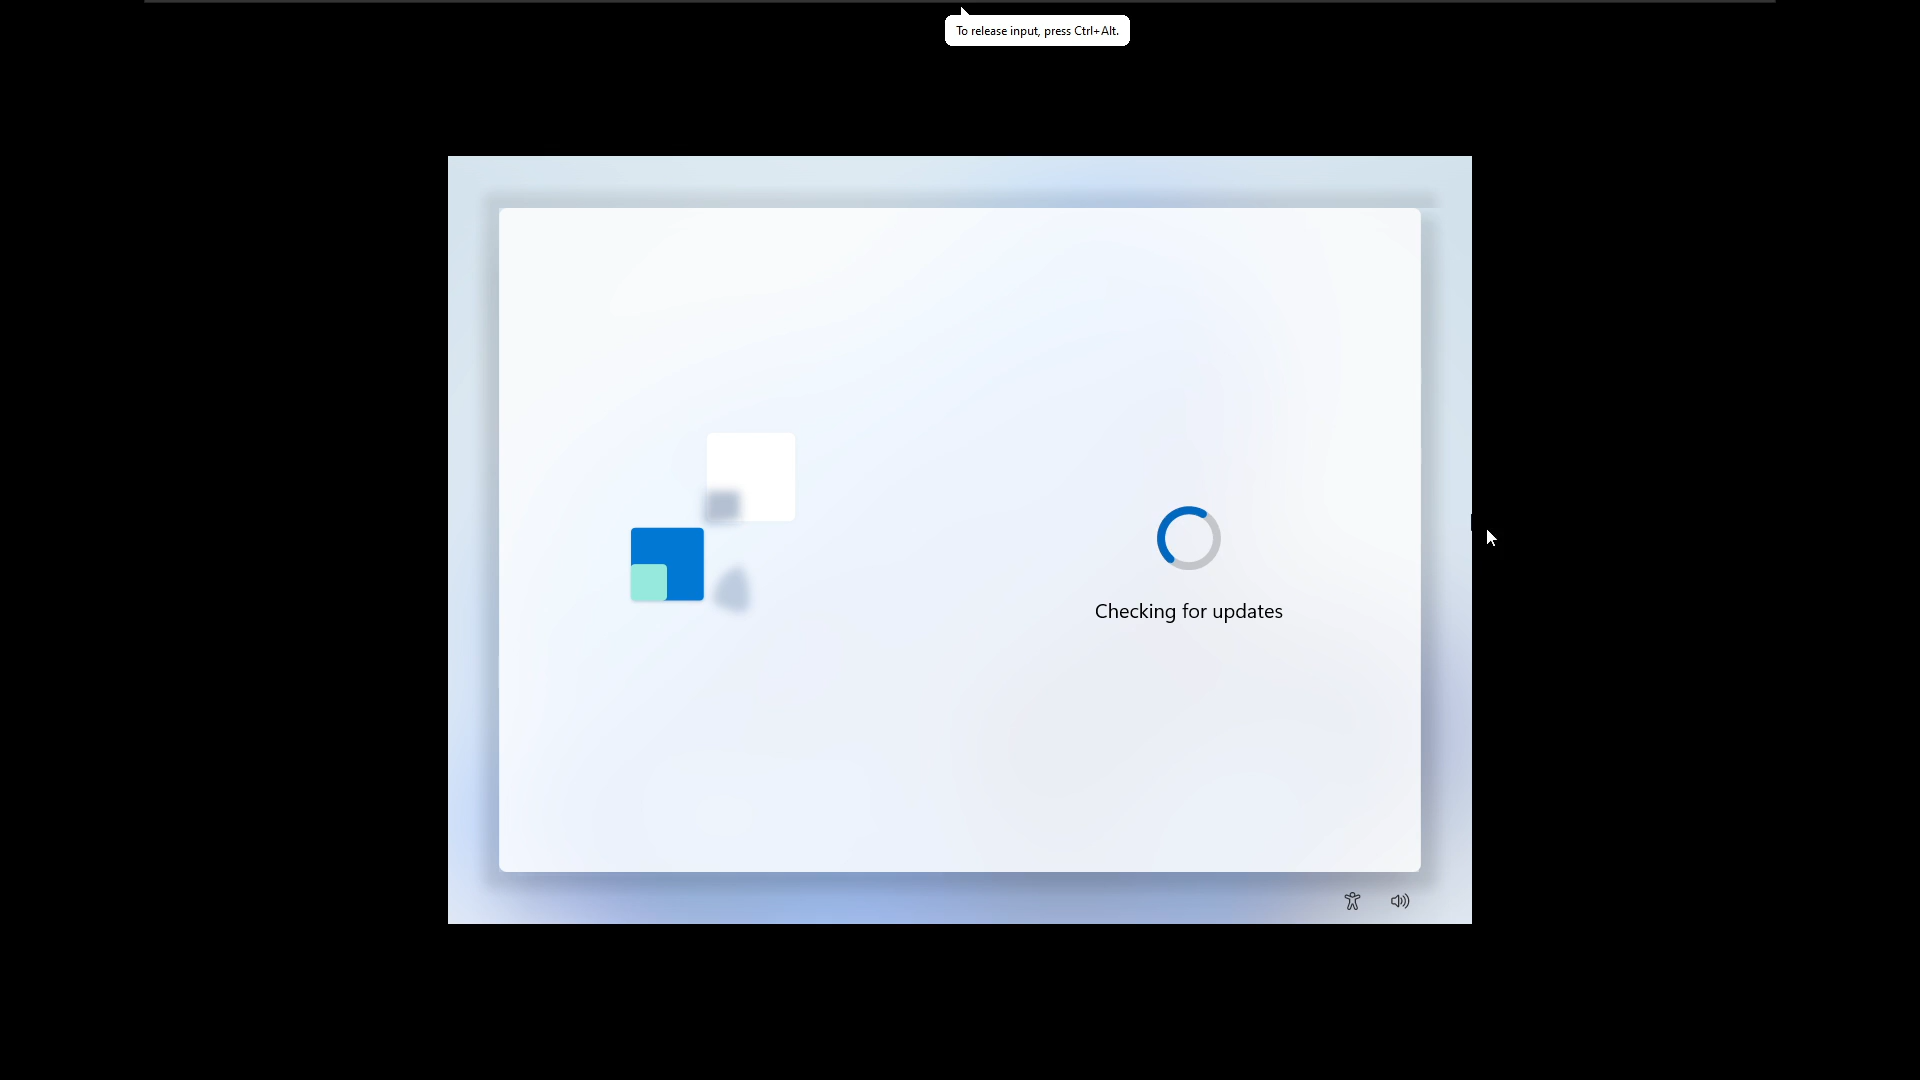 To release input, press Ctrl+Alt.
Checking for updates